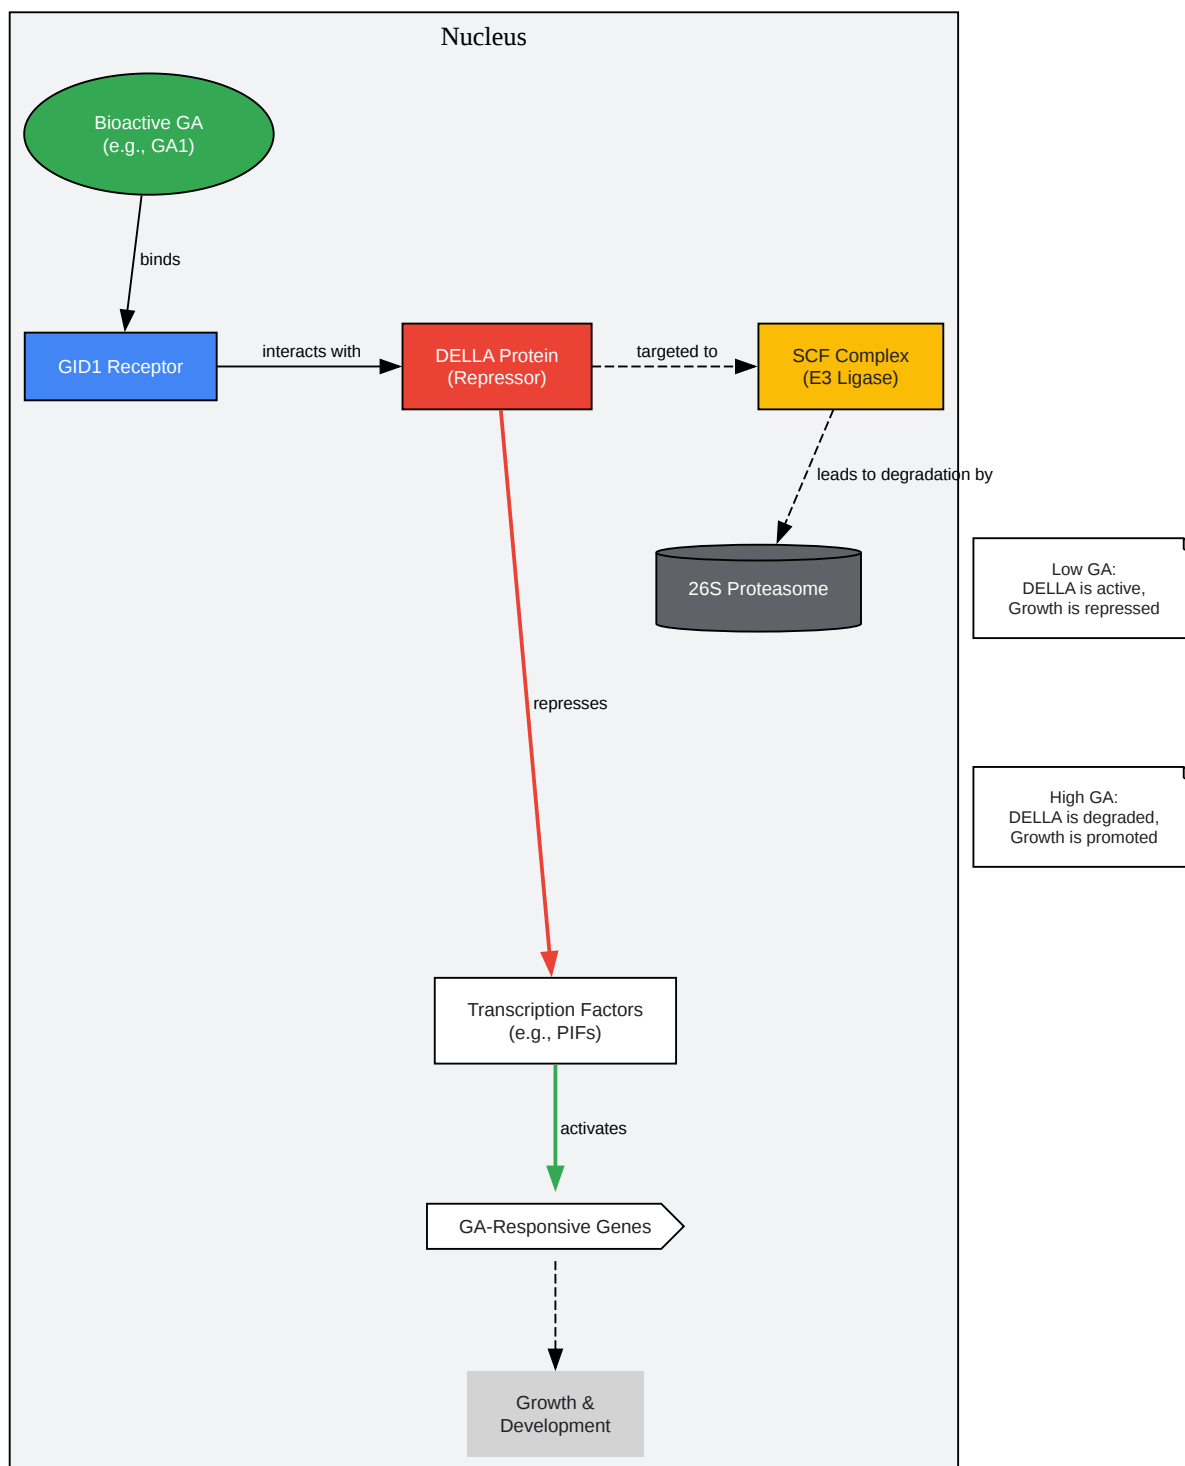 Nucleus
Bioactive GA
(e.g., GA1)
binds
GID1 Receptor
interacts with
DELLA Protein
(Repressor)
targeted to
SCF Complex
(E3 Ligase)
leads to degradation by
26S Proteasome
Low GA:
DELLA is active,
Growth is repressed
represses
High GA:
DELLA is degraded,
Growth is promoted
Transcription Factors
(e.g., PIFs)
activates
GA-Responsive Genes
Growth &
Development